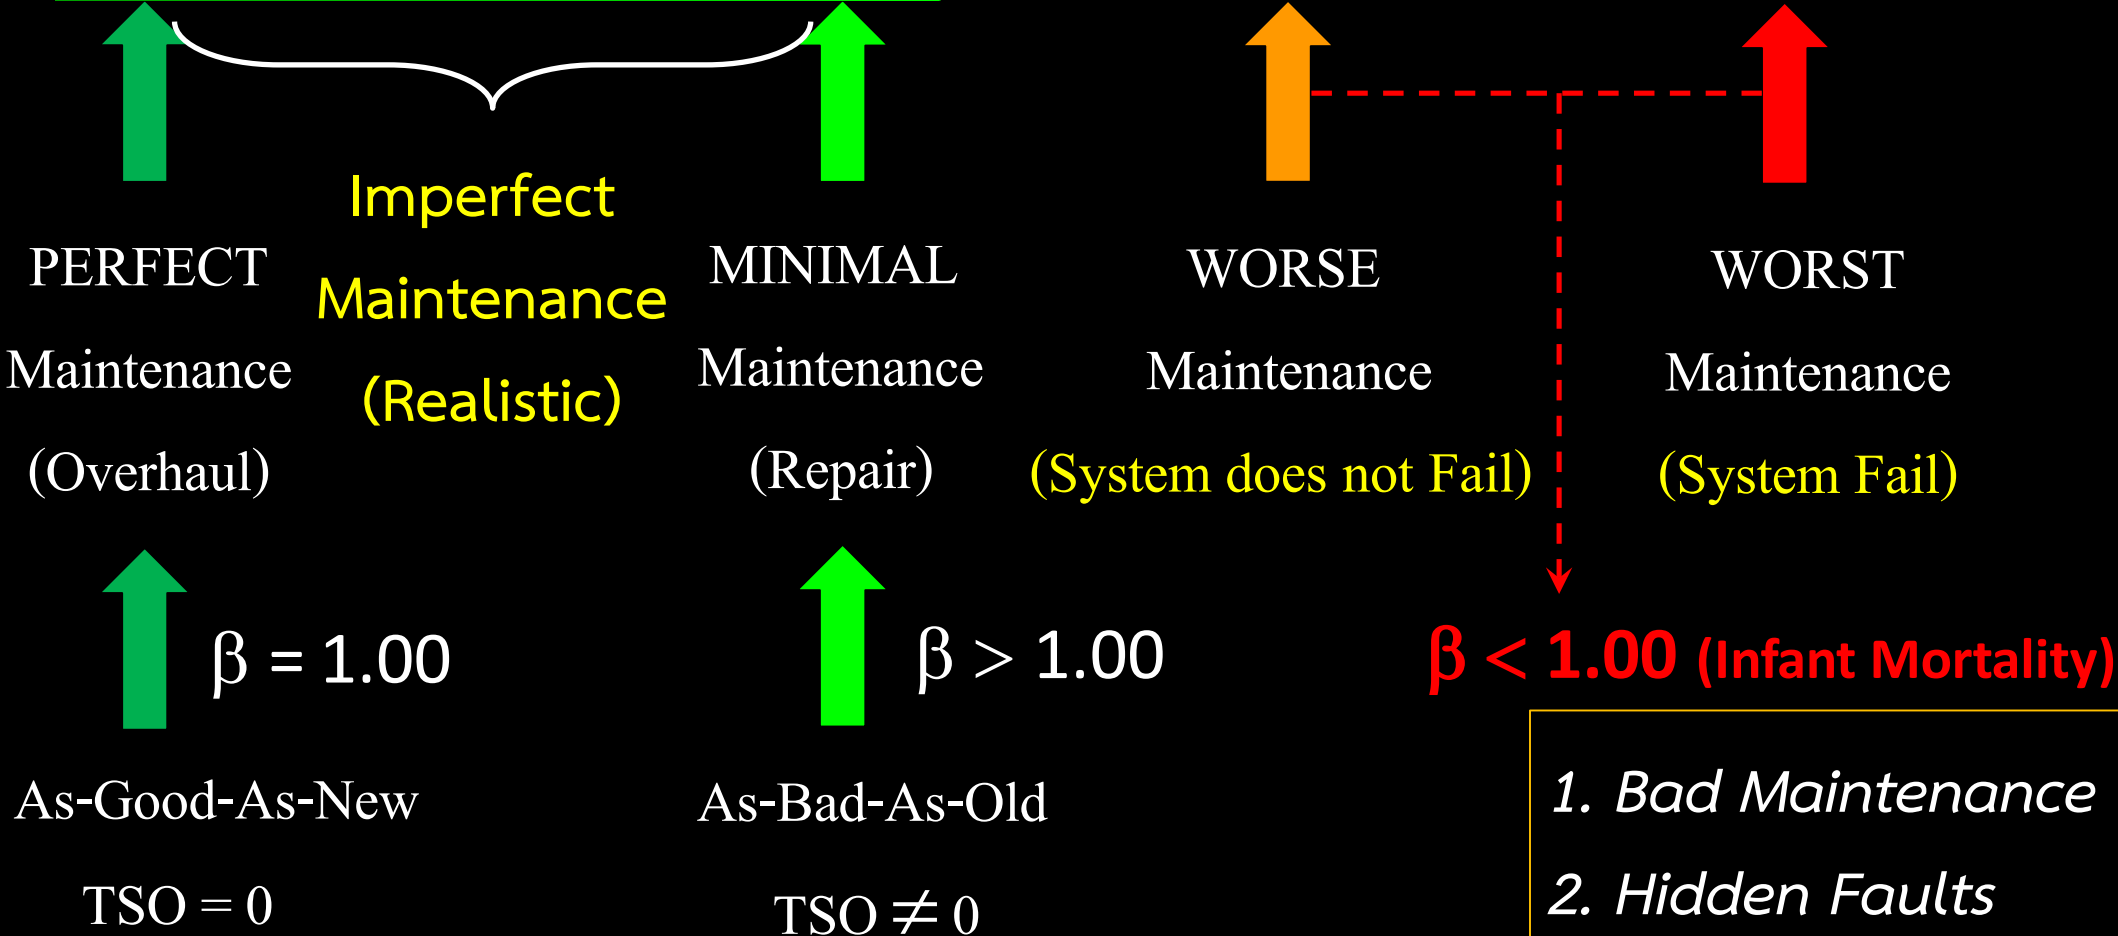 PERFECT
Maintenance
(Overhaul)
Imperfect
Maintenance
(Realistic)
MINIMAL
Maintenance
(Repair)
WORSE
Maintenance
(System does not Fail)
WORST
Maintenance
(System Fail)
β = 1.00
β > 1.00
β < 1.00 (Infant Mortality)
As-Good-As-New
TSO = 0
As-Bad-As-Old
TSO ≠ 0
1. Bad Maintenance
2. Hidden Faults